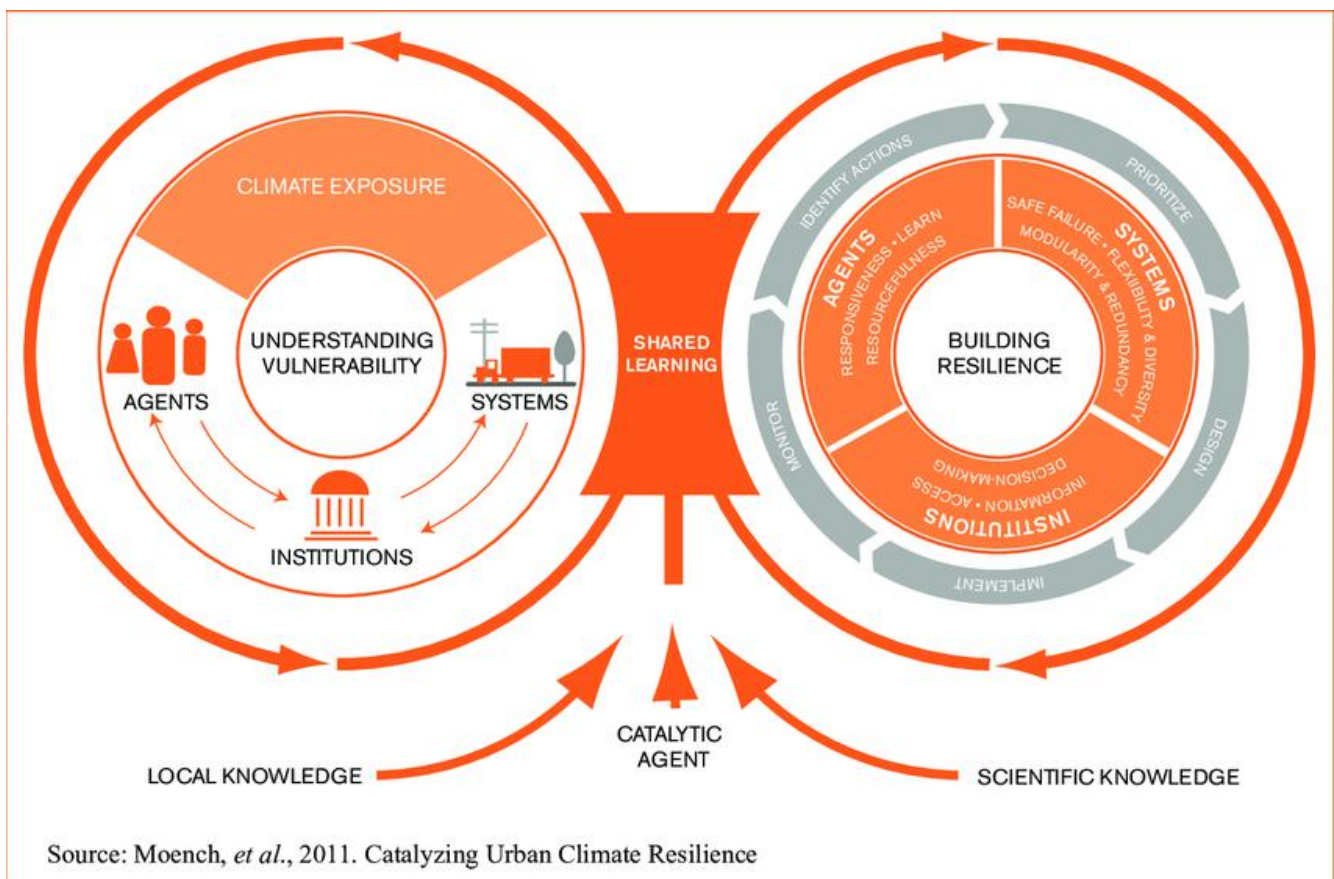 CLIMATE EXPOSURE
UNDERSTANDING
VULNERABILITY
AGENTS
SYSTEMS
INSTITUTIONS
SHARED
LEARNING
IDENTIFY ACTIONS
PRIORITIZE
DESIGN
IMPLEMENT
MONITOR
AGENTS
RESPONSIVENESS • LEARN
RESOURCEFULNESS
SYSTEMS
SAFE FAILURE • FLEXIIBILITY & DIVERSITY
MODULARITY & REDUNDANCY
BUILDING
RESILIENCE
DECISION-MAKING
INFORMATION • ACCESS
INSTITUTIONS
LOCAL KNOWLEDGE
CATALYTIC
AGENT
SCIENTIFIC KNOWLEDGE
Source: Moench, et al., 2011. Catalyzing Urban Climate Resilience